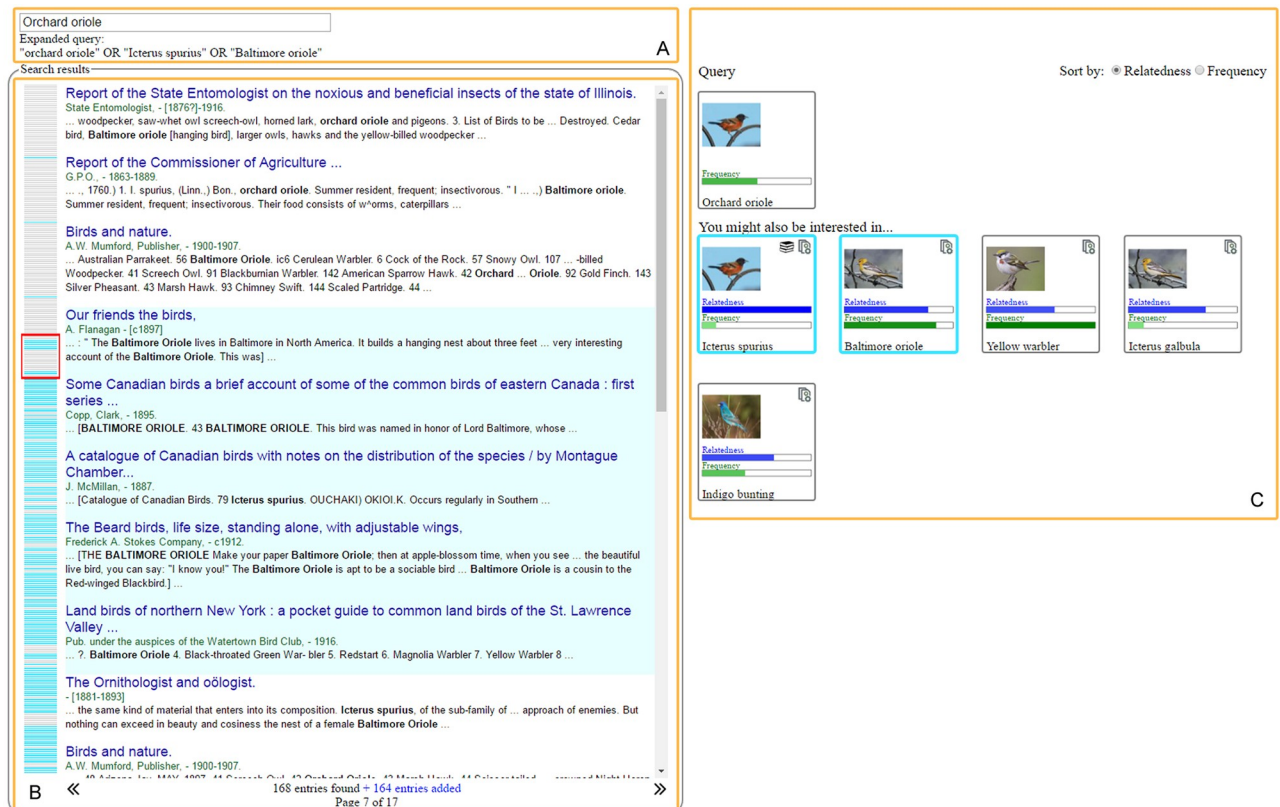 Orchard oriole
Expanded query:
"orchard oriole" OR "Icterus spurius" OR "Baltimore oriole"
A
Search results
Report of the State Entomologist on the noxious and beneficial insects of the state of Illinois.
State Entomologist, - [1876?]-1916.
... woodpecker, saw-whet owl screech-owl, horned lark, orchard oriole and pigeons. 3. List of Birds to be ... Destroyed. Cedar
bird, Baltimore oriole [hanging bird], larger owls, hawks and the yellow-billed woodpecker ...
Report of the Commissioner of Agriculture ...
G.P.O., - 1863-1889.
... ., 1760.) 1. I. spurius, (Linn.,) Bon., orchard oriole. Summer resident, frequent; insectivorous. " I ... .,) Baltimore oriole.
Summer resident, frequent; insectivorous. Their food consists of w^orms, caterpillars ...
Birds and nature.
A.W. Mumford, Publisher, - 1900-1907.
... Australian Parrakeet. 56 Baltimore Oriole. ic6 Cerulean Warbler. 6 Cock of the Rock. 57 Snowy Owl. 107 ... -billed
Woodpecker. 41 Screech Owl. 91 Blackburnian Warbler. 142 American Sparrow Hawk. 42 Orchard ... Oriole. 92 Gold Finch. 143
Silver Pheasant. 43 Marsh Hawk. 93 Chimney Swift. 144 Scaled Partridge. 44 ...
Our friends the birds,
A. Flanagan - [c1897]
... : " The Baltimore Oriole lives in Baltimore in North America. It builds a hanging nest about three feet ... very interesting
account of the Baltimore Oriole. This was] ...
Some Canadian birds a brief account of some of the common birds of eastern Canada : first
series ...
Copp, Clark, - 1895.
... [BALTIMORE ORIOLE. 43 BALTIMORE ORIOLE. This bird was named in honor of Lord Baltimore, whose ...
A catalogue of Canadian birds with notes on the distribution of the species / by Montague
Chamber...
J. McMillan, - 1887.
... [Catalogue of Canadian Birds. 79 Icterus spurius. OUCHAKI) OKIOI.K. Occurs regularly in Southern ...
The Beard birds, life size, standing alone, with adjustable wings,
Frederick A. Stokes Company, - c1912.
... [THE BALTIMORE ORIOLE Make your paper Baltimore Oriole; then at apple-blossom time, when you see ... the beautiful
live bird, you can say: "I know you!" The Baltimore Oriole is apt to be a sociable bird ... Baltimore Oriole is a cousin to the
Red-winged Blackbird.] ...
Land birds of northern New York : a pocket guide to common land birds of the St. Lawrence
Valley ...
Pub. under the auspices of the Watertown Bird Club, - 1916.
... ?. Baltimore Oriole 4. Black-throated Green War- bler 5. Redstart 6. Magnolia Warbler 7. Yellow Warbler 8 ...
The Ornithologist and oölogist.
- [1881-1893]
... the same kind of material that enters into its composition. Icterus spurius, of the sub-family of ... approach of enemies. But
nothing can exceed in beauty and cosiness the nest of a female Baltimore Oriole ...
Birds and nature.
A.W. Mumford, Publisher, - 1900-1907.
B
« 168 entries found + 164 entries added »
Page 7 of 17
Query
Sort by: Relatedness Frequency
Frequency
Orchard oriole
You might also be interested in...
Relatedness
Frequency
Icterus spurius
Relatedness
Frequency
Baltimore oriole
Relatedness
Frequency
Yellow warbler
Relatedness
Frequency
Icterus galbula
Relatedness
Frequency
Indigo bunting
C